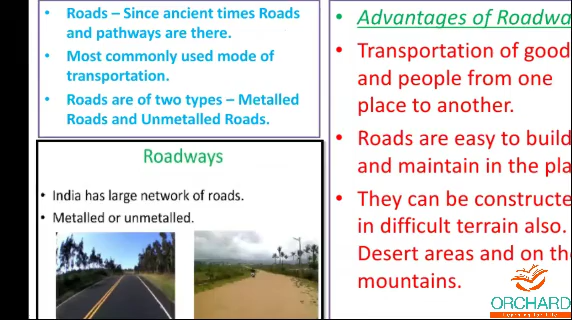 • Roads – Since ancient times Roads
and pathways are there.
• Most commonly used mode of
transportation.
• Roads are of two types – Metalled
Roads and Unmetalled Roads.
Roadways
• India has large network of roads.
• Metalled or unmetalled.
• Advantages of Roadwa
• Transportation of good
and people from one
place to another.
• Roads are easy to build
and maintain in the pla
• They can be constructe
in difficult terrain also.
Desert areas and on th
mountains.
ORCHARD